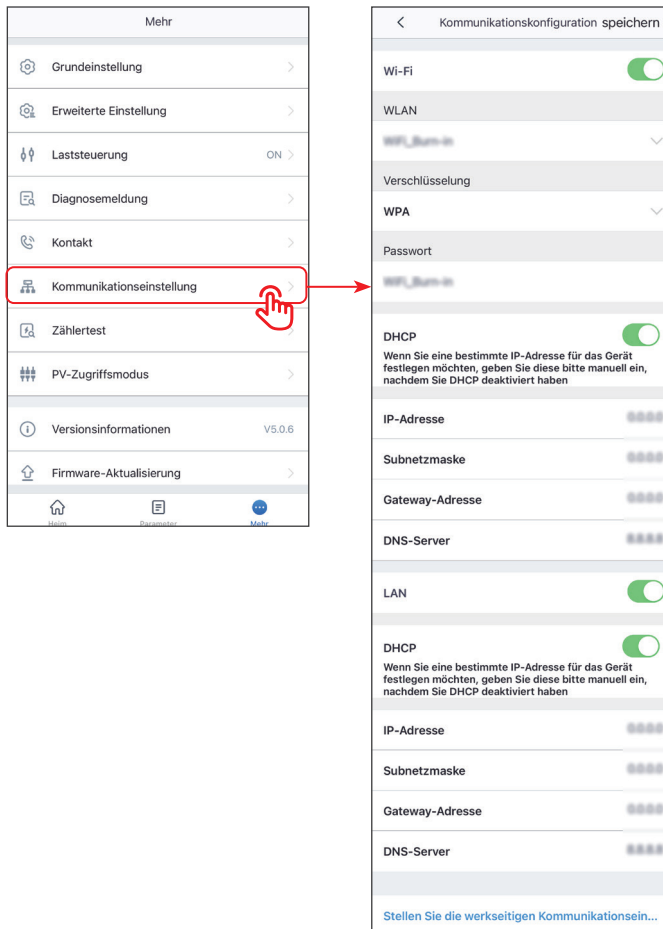 Mehr
Grundeinstellung
Erweiterte Einstellung
Laststeuerung ON
Diagnosemeldung
Kontakt
Kommunikationseinstellung
Zählertest
PV-Zugriffsmodus
Versionsinformationen V5.0.6
Firmware-Aktualisierung
Heim Parameter Mehr
Kommunikationskonfiguration speichern
Wi-Fi
WLAN
Verschlüsselung
WPA
Passwort
DHCP
Wenn Sie eine bestimmte IP-Adresse für das Gerät
festlegen möchten, geben Sie diese bitte manuell ein,
nachdem Sie DHCP deaktiviert haben
IP-Adresse
Subnetzmaske
Gateway-Adresse
DNS-Server
LAN
DHCP
Wenn Sie eine bestimmte IP-Adresse für das Gerät
festlegen möchten, geben Sie diese bitte manuell ein,
nachdem Sie DHCP deaktiviert haben
IP-Adresse
Subnetzmaske
Gateway-Adresse
DNS-Server
Stellen Sie die werkseitigen Kommunikationsein...